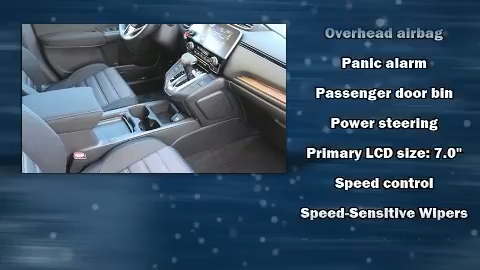 Overhead airbag
Panic alarm
Passenger door bin
Power steering
Primary LCD size: 7.0"
Speed control
Speed-Sensitive Wipers